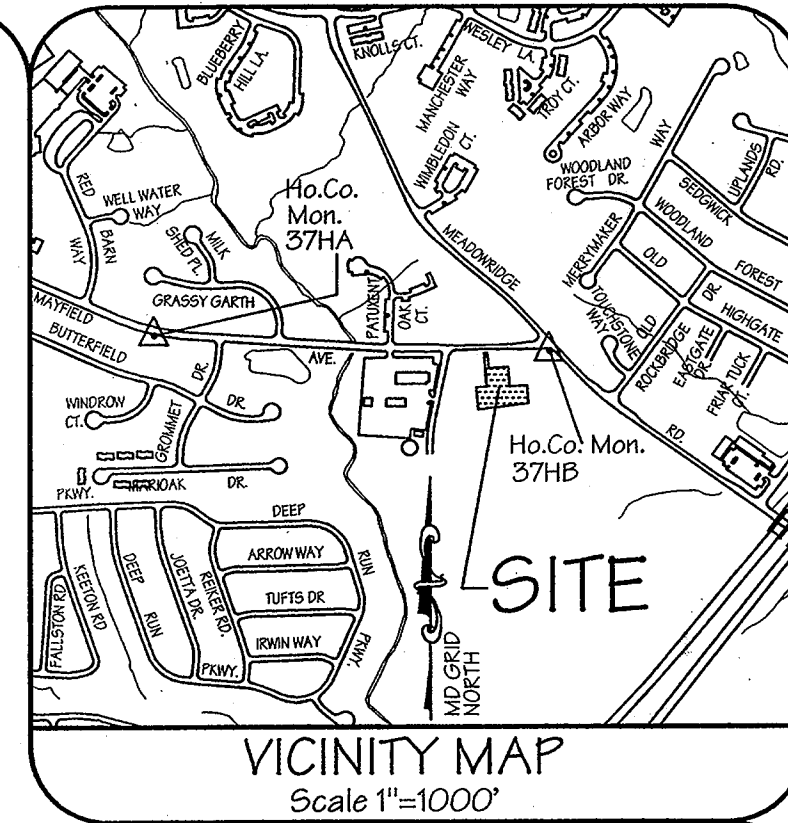 BLUEBERRY
HILL LA.
KNOLLS CT.
WESLEY LA.
MANCHESTER
WAY
TROY CT.
ARBOR WAY
WIMBLEDON
CT.
WOODLAND
FOREST DR.
WAY
MERRYMAKER
SEDGWICK
UPLANDS
RD.
WOODLAND
FOREST
OLD
DR.
HIGHGATE
RED
BARN
WAY
WELL WATER
WAY
MILK
SHED PL.
GRASSY GARTH
Ho.Co.
Mon.
37HA
MEADOWRIDGE
PATUXENT
OAK
CT.
MAYFIELD
AVE.
BUTTERFIELD
DR.
TOUCHSTONE
WAY
OLD
ROCKBRIDGE
EASTGATE
DR.
FRIAR TUCK
CT.
RD.
WINDROW
CT.
GROMMET
DR.
Ho.Co. Mon.
37HB
MARIOAK
DR.
PKWY.
DEEP
RUN
PKWY.
ARROW WAY
TUFTS DR
IRWIN WAY
FALLSTON RD
KEETON RD
DEEP
RUN
JOETTA DR.
REIKER RD.
PKWY.
SITE
MD GRID
NORTH
VICINITY MAP
Scale 1"=1000'